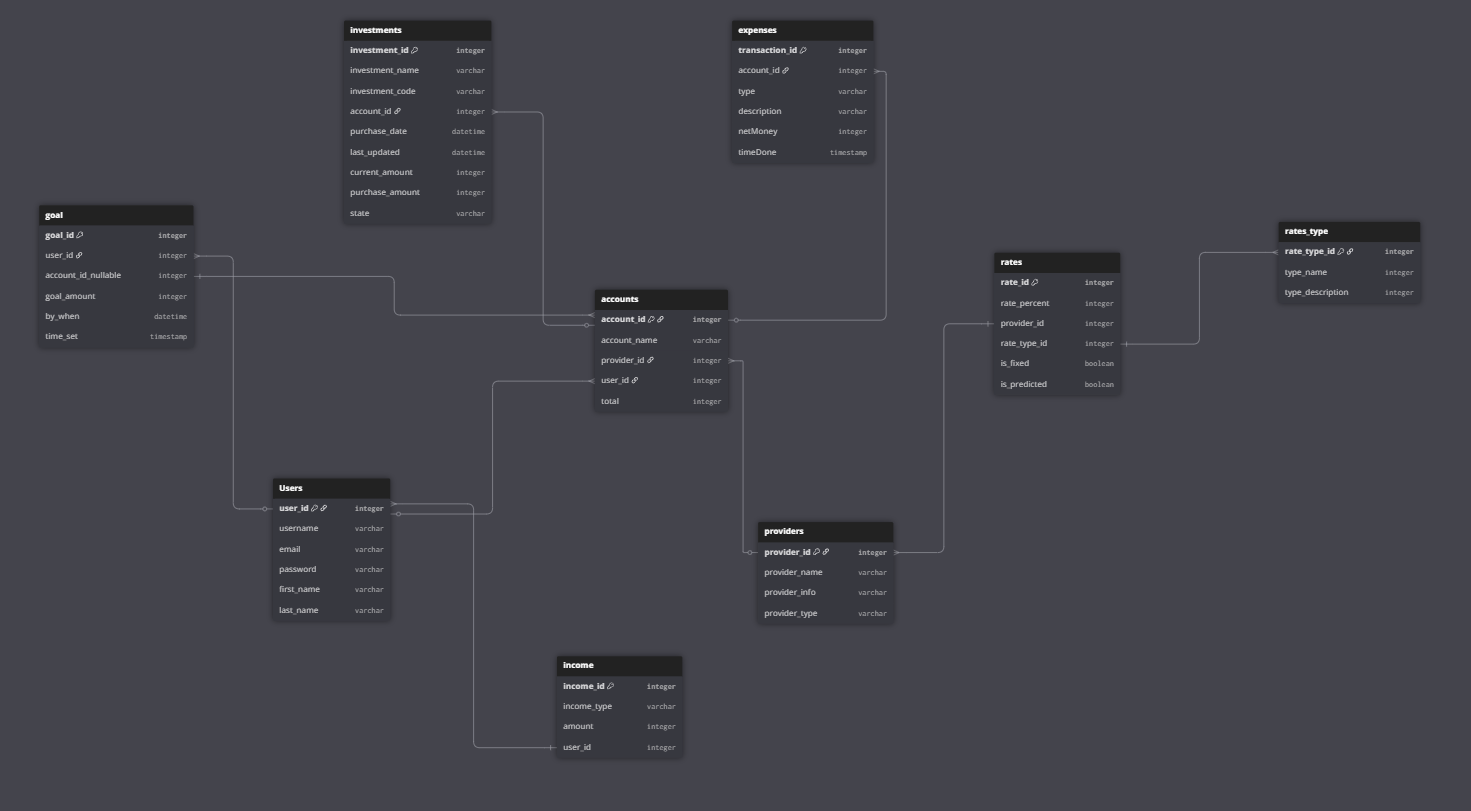 investments
investment_id integer
investment_name varchar
investment_code varchar
account_id integer
purchase_date datetime
last_updated datetime
current_amount integer
purchase_amount integer
state varchar
expenses
transaction_id integer
account_id integer
type varchar
description varchar
netMoney integer
timeDone timestamp
goal
goal_id integer
user_id integer
account_id_nullable integer
goal_amount integer
by_when datetime
time_set timestamp
accounts
account_id integer
account_name varchar
provider_id integer
user_id integer
total integer
rates
rate_id integer
rate_percent integer
provider_id integer
rate_type_id integer
is_fixed boolean
is_predicted boolean
rates_type
rate_type_id integer
type_name integer
type_description integer
Users
user_id integer
username varchar
email varchar
password varchar
first_name varchar
last_name varchar
providers
provider_id integer
provider_name varchar
provider_info varchar
provider_type varchar
income
income_id integer
income_type varchar
amount integer
user_id integer